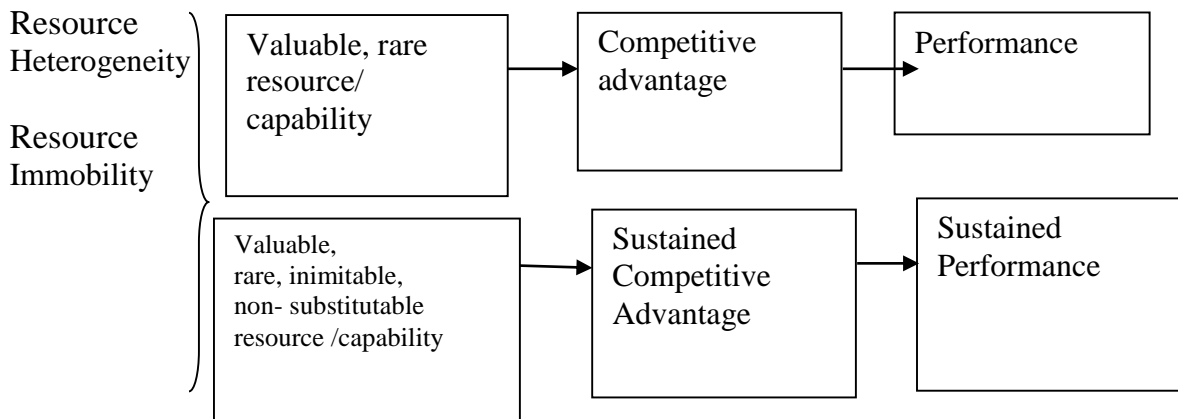 Resource
Heterogeneity
Resource
Immobility
Valuable, rare
resource/
capability
Competitive
advantage
Performance
Valuable,
rare, inimitable,
non- substitutable
resource /capability
Sustained
Competitive
Advantage
Sustained
Performance